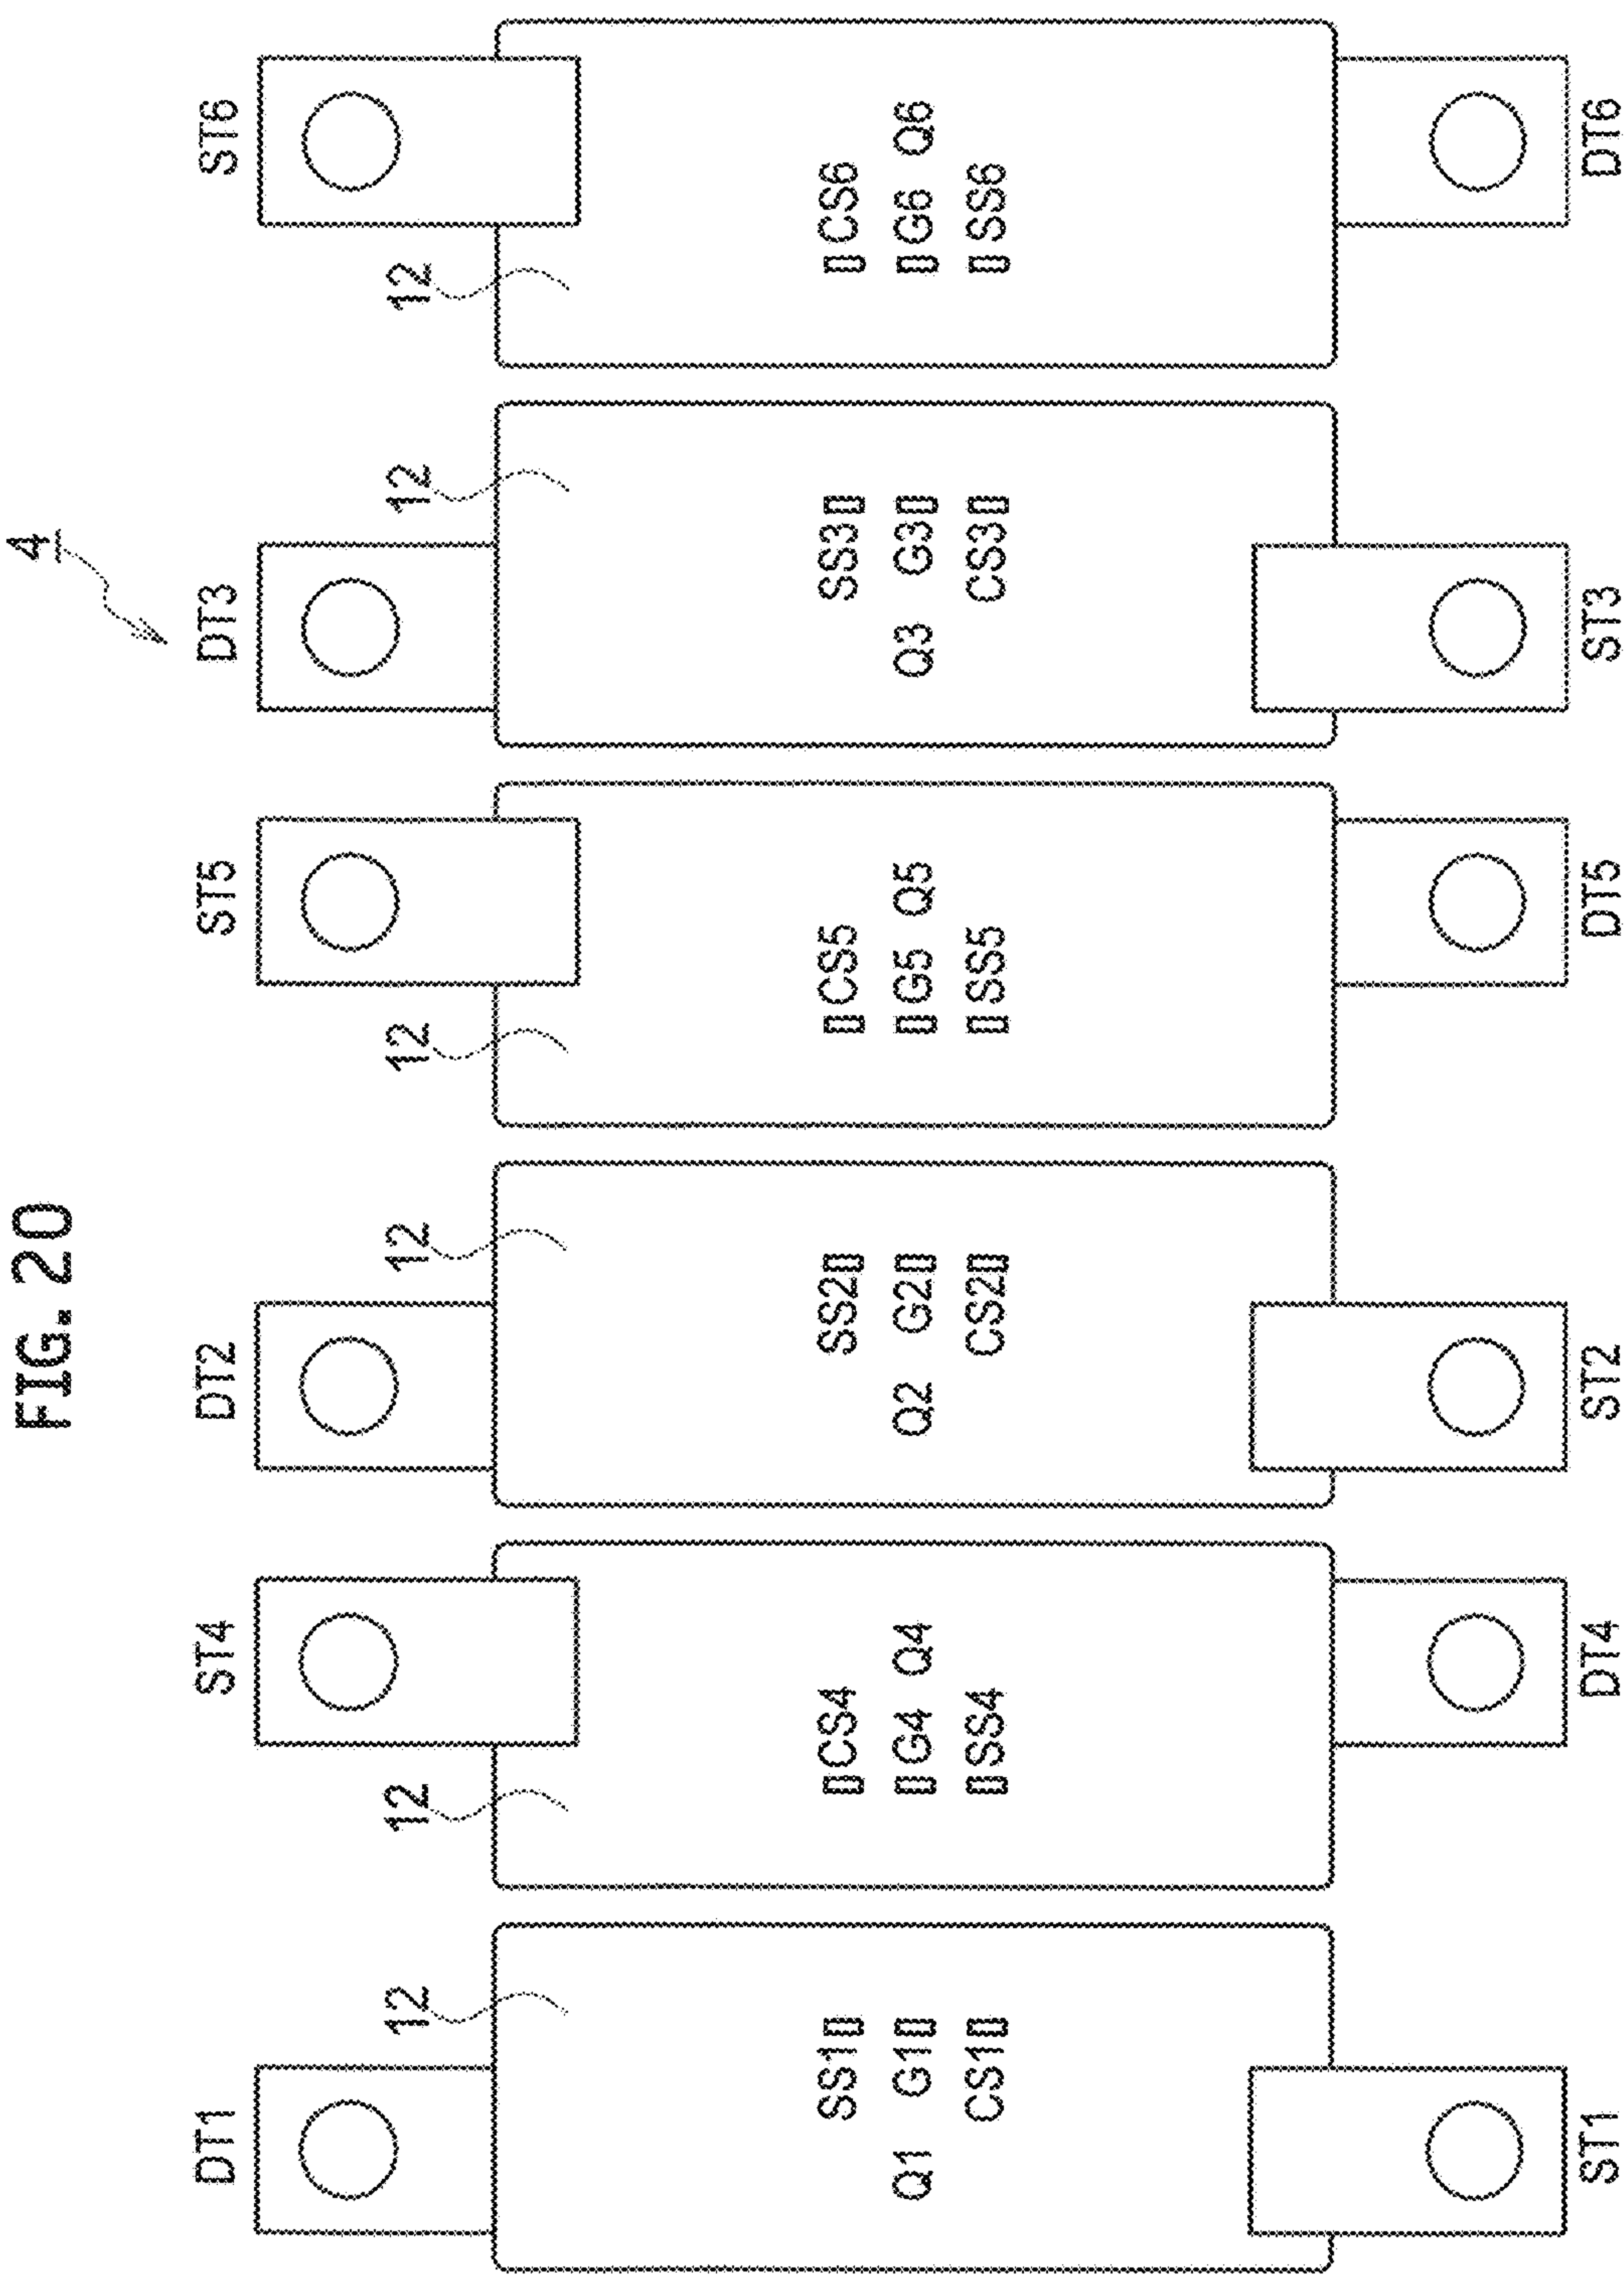 FIG. 20
4
DT1 ST4 DT2 ST5 DT3 ST6
12 12 12 12 12 12
SS1 CS4 SS2 CS5 SS3 CS6
Q1 G1 G4 Q4 Q2 G2 G5 Q5 Q3 G3 G6 Q6
CS1 SS4 CS2 SS5 CS3 SS6
ST1 DT4 ST2 DT5 ST3 DT6